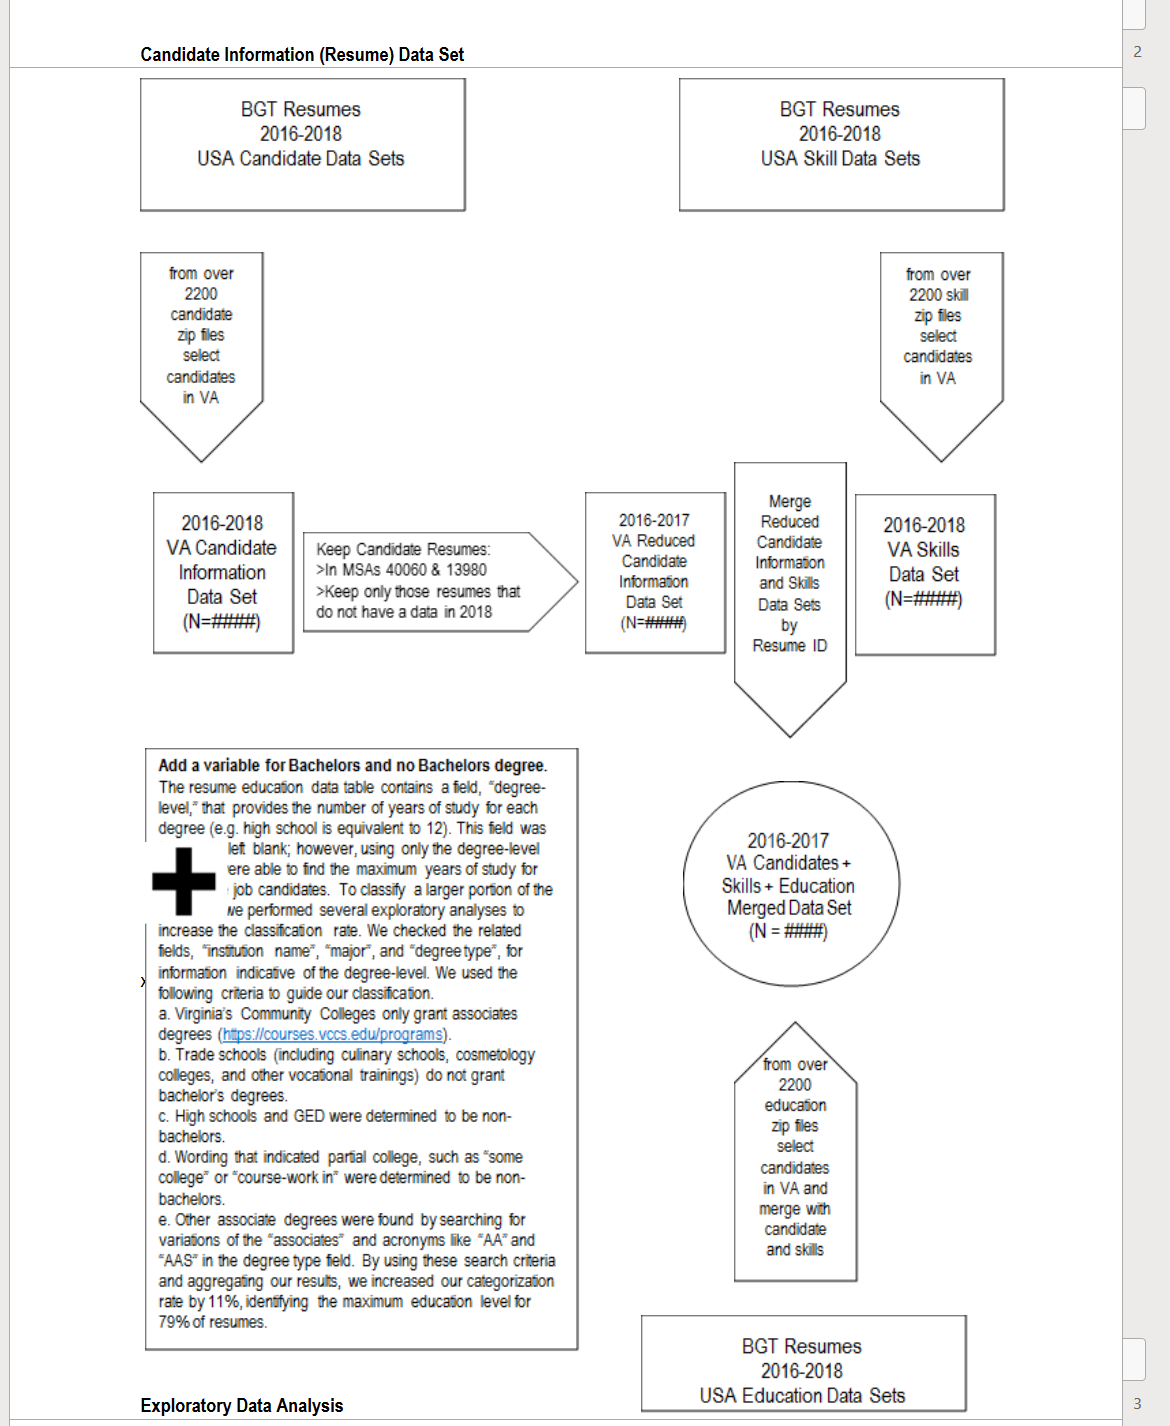 2
Candidate Information (Resume) Data Set
BGT Resumes
2016-2018
USA Candidate Data Sets
BGT Resumes
2016-2018
USA Skill Data Sets
from over
2200
candidate
zip files
select
candidates
in VA
from over
2200 skill
zip files
select
candidates
in VA
2016-2018
VA Candidate
Information
Data Set
(N=####)
Keep Candidate Resumes:
>In MSAs 40060 & 13980
>Keep only those resumes that
do not have a data in 2018
2016-2017
VA Reduced
Candidate
Information
Data Set
(N=####)
Merge
Reduced
Candidate
Information
and Skills
Data Sets
by
Resume ID
2016-2018
VA Skills
Data Set
(N=####)
Add a variable for Bachelors and no Bachelors degree.
The resume education data table contains a field, “degree-
level,” that provides the number of years of study for each
degree (e.g. high school is equivalent to 12). This field was
left blank; however, using only the degree-level
ere able to find the maximum years of study for
job candidates. To classify a larger portion of the
we performed several exploratory analyses to
increase the classification rate. We checked the related
fields, “institution name”, “major”, and “degree type”, for
information indicative of the degree-level. We used the
following criteria to guide our classification.
a. Virginia’s Community Colleges only grant associates
degrees (https://courses.vccs.edu/programs).
b. Trade schools (including culinary schools, cosmetology
colleges, and other vocational trainings) do not grant
bachelor’s degrees.
c. High schools and GED were determined to be non-
bachelors.
d. Wording that indicated partial college, such as “some
college” or “course-work in” were determined to be non-
bachelors.
e. Other associate degrees were found by searching for
variations of the “associates” and acronyms like “AA” and
“AAS” in the degree type field. By using these search criteria
and aggregating our results, we increased our categorization
rate by 11%, identifying the maximum education level for
79% of resumes.
x
2016-2017
VA Candidates +
Skills + Education
Merged Data Set
(N = ####)
from over
2200
education
zip files
select
candidates
in VA and
merge with
candidate
and skills
BGT Resumes
2016-2018
USA Education Data Sets
Exploratory Data Analysis
3